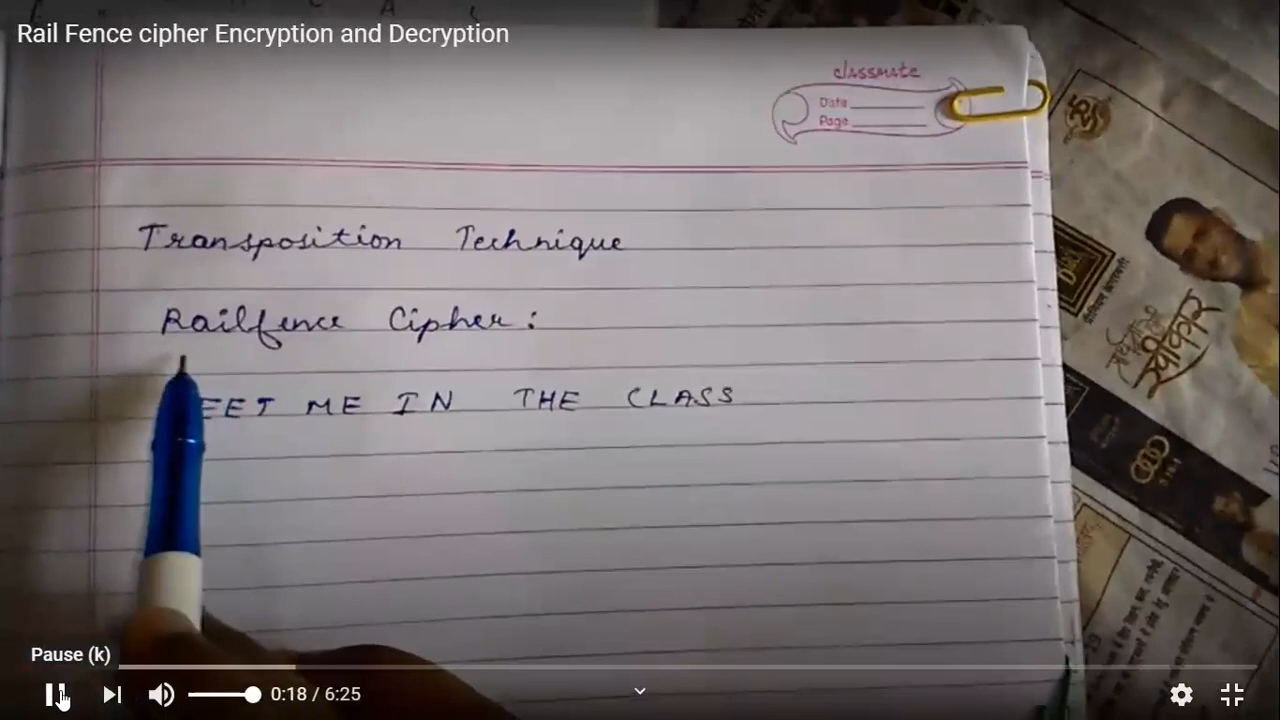 Rail Fence cipher Encryption and Decryption
classmate
Date
Page
Transposition Technique
Railfence Cipher:
EET ME IN THE CLASS
Pause (k)
0:18 / 6:25